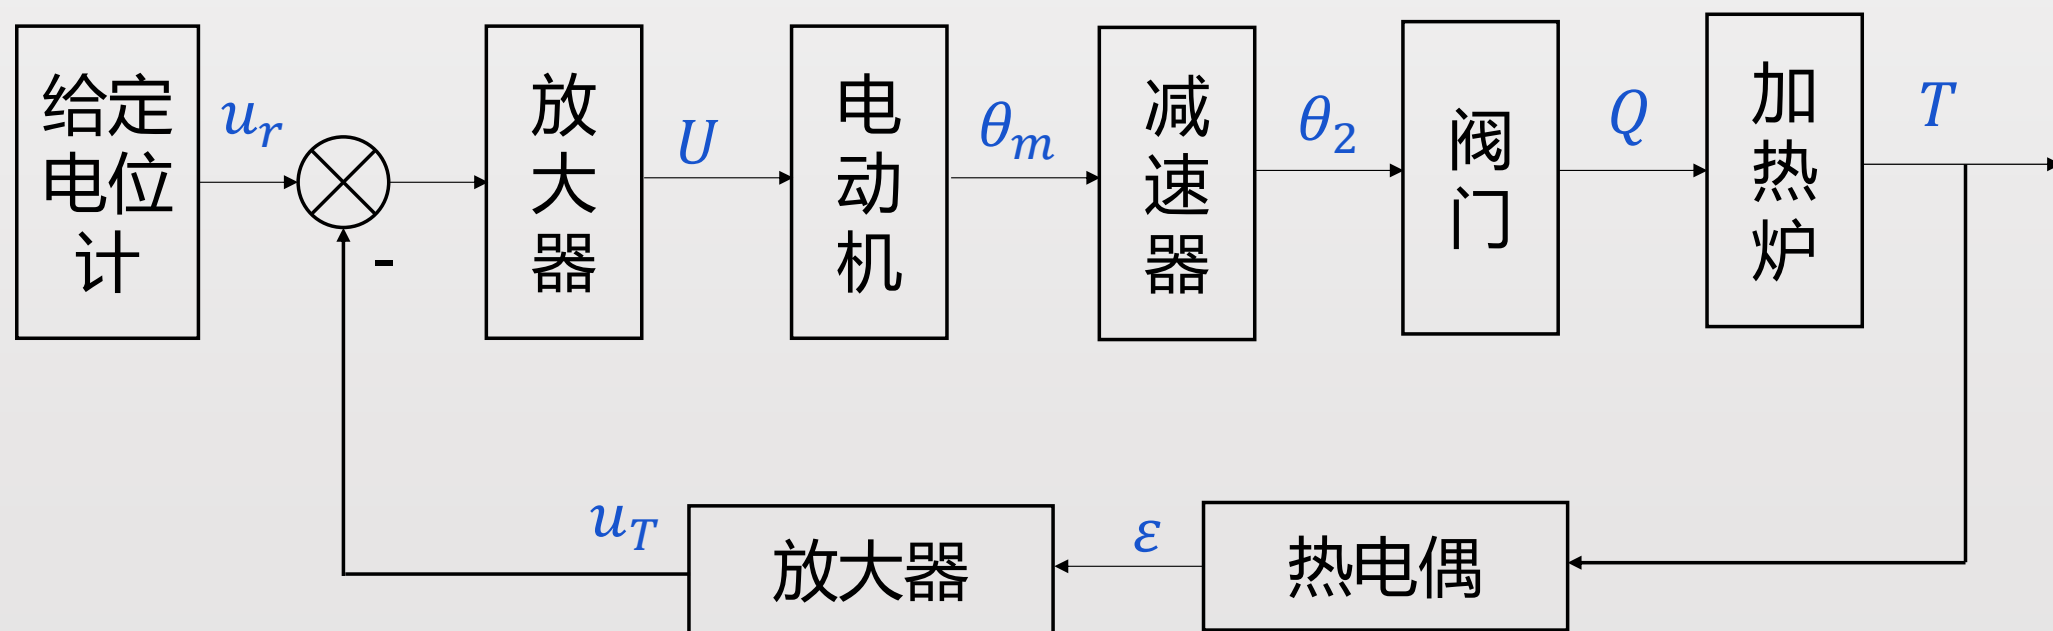 给定
电位
计
u_r
-
放
大
器
U
电
动
机
θ_m
减
速
器
θ_2
阀
门
Q
加
热
炉
T
u_T
放大器
ε
热电偶